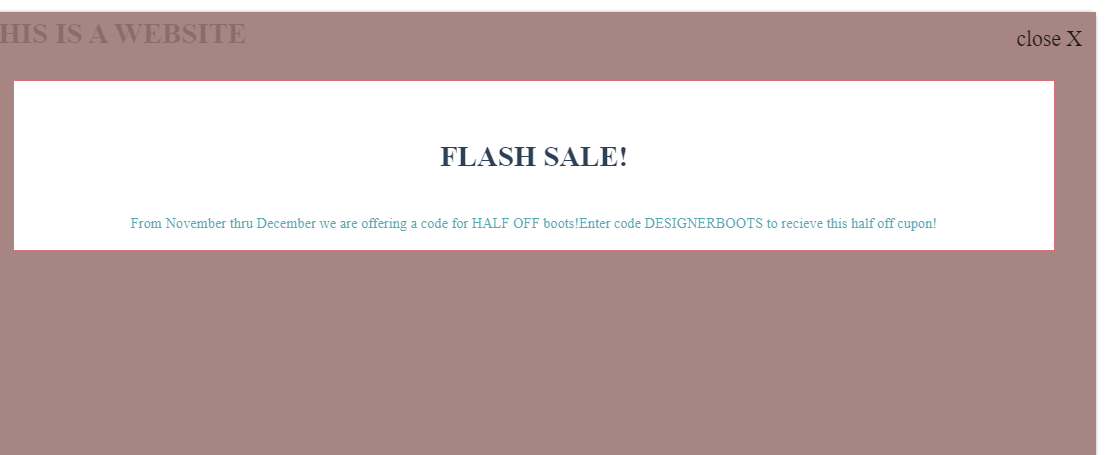 HIS IS A WEBSITE
close X
FLASH SALE!
From November thru December we are offering a code for HALF OFF boots!Enter code DESIGNERBOOTS to recieve this half off cupon!